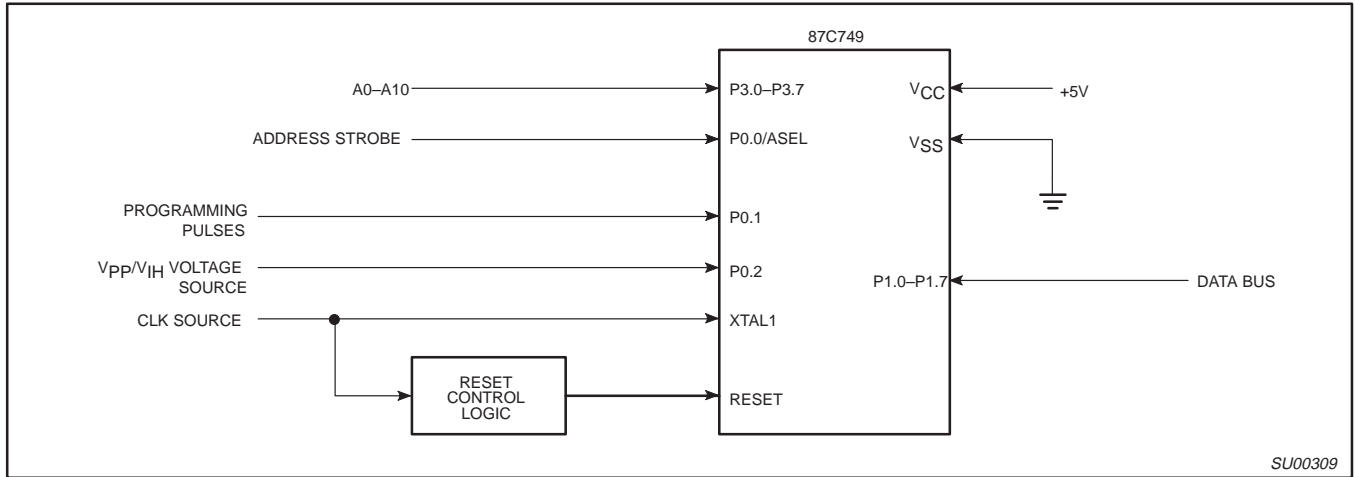 87C749
A0–A10
P3.0–P3.7
VCC
+5V
ADDRESS STROBE
P0.0/ASEL
VSS
PROGRAMMING
PULSES
P0.1
VPP/VIH VOLTAGE
SOURCE
P0.2
P1.0–P1.7
DATA BUS
CLK SOURCE
XTAL1
RESET
CONTROL
LOGIC
RESET
SU00309